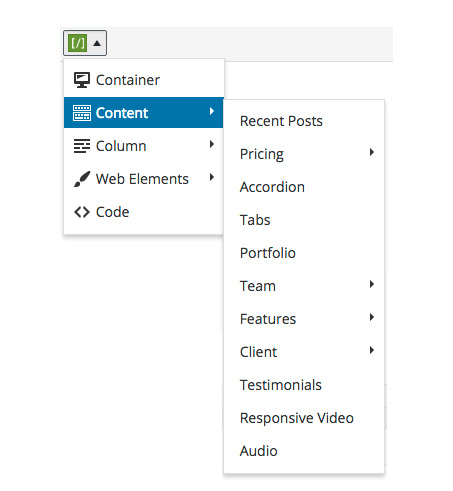 [/]
Container
Content
Column
Web Elements
Code
Recent Posts
Pricing
Accordion
Tabs
Portfolio
Team
Features
Client
Testimonials
Responsive Video
Audio